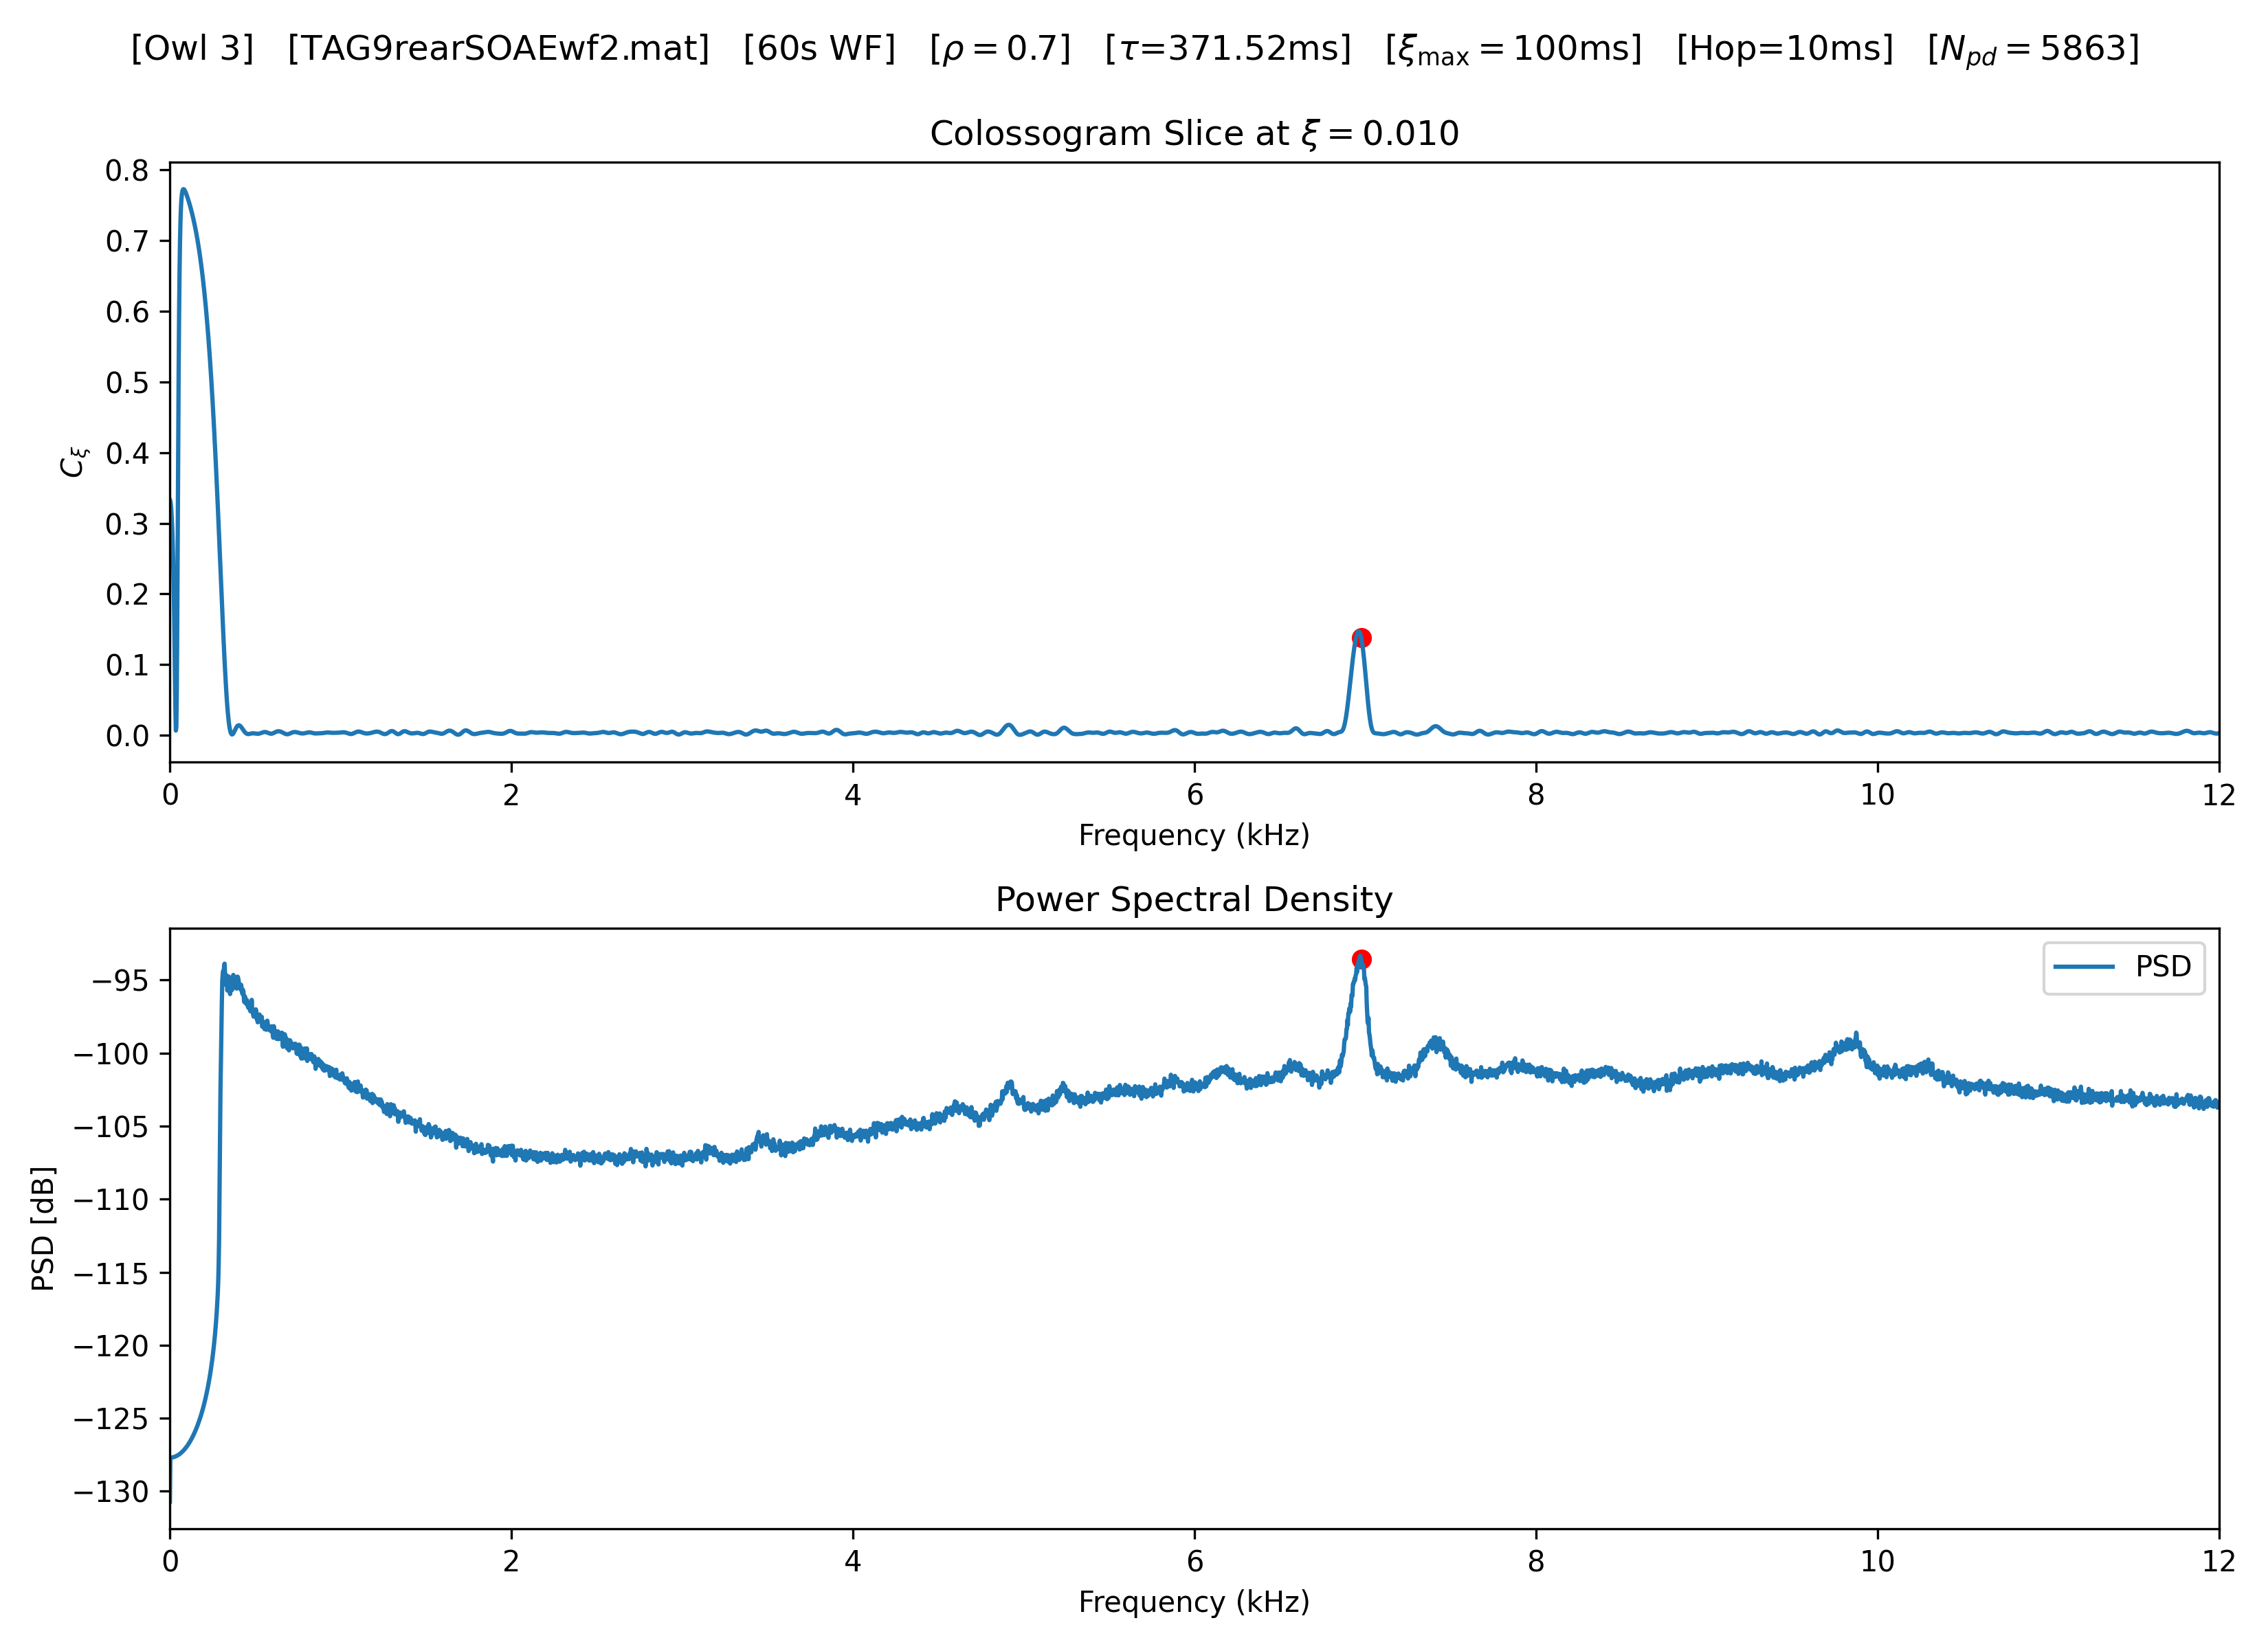 [Owl 3] [TAG9rearSOAEwf2.mat] [60s WF] [ρ = 0.7] [τ=371.52ms] [ξmax = 100ms] [Hop=10ms] [Npd = 5863]
Colossogram Slice at ξ = 0.010
0.8
0.7
0.6
0.5
0.4
0.3
0.2
0.1
0.0
Cξ
0 2 4 6 8 10 12
Frequency (kHz)
Power Spectral Density
PSD
−95
−100
−105
−110
−115
−120
−125
−130
PSD [dB]
0 2 4 6 8 10 12
Frequency (kHz)